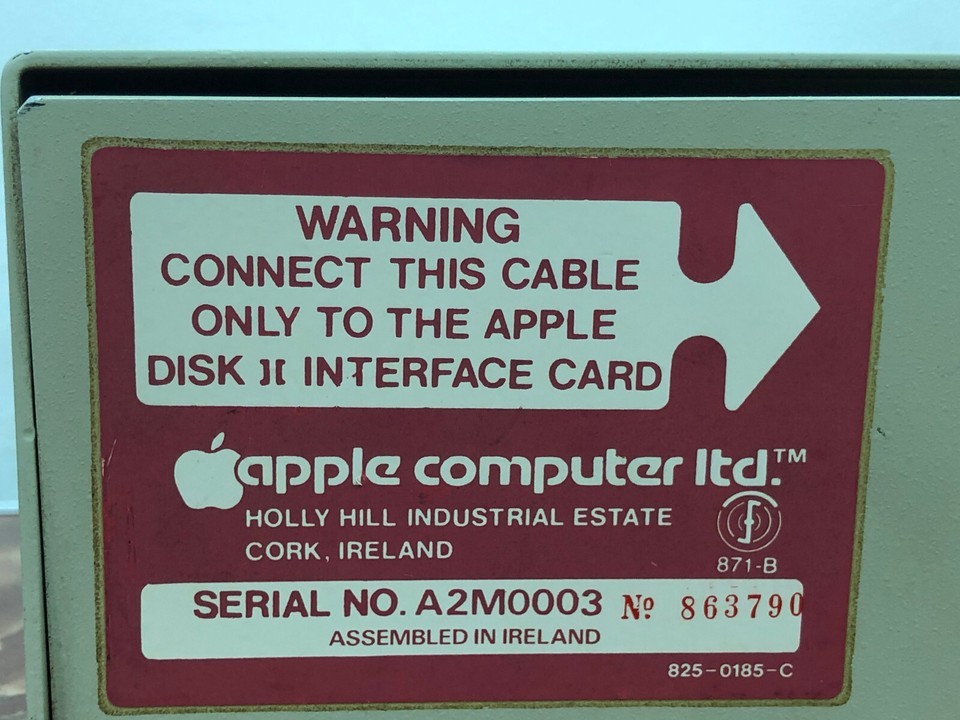 WARNING
CONNECT THIS CABLE
ONLY TO THE APPLE
DISK ][ INTERFACE CARD
apple computer ltd.™
HOLLY HILL INDUSTRIAL ESTATE
CORK, IRELAND
871-B
SERIAL NO. A2M0003 № 863790
ASSEMBLED IN IRELAND
825-0185-C